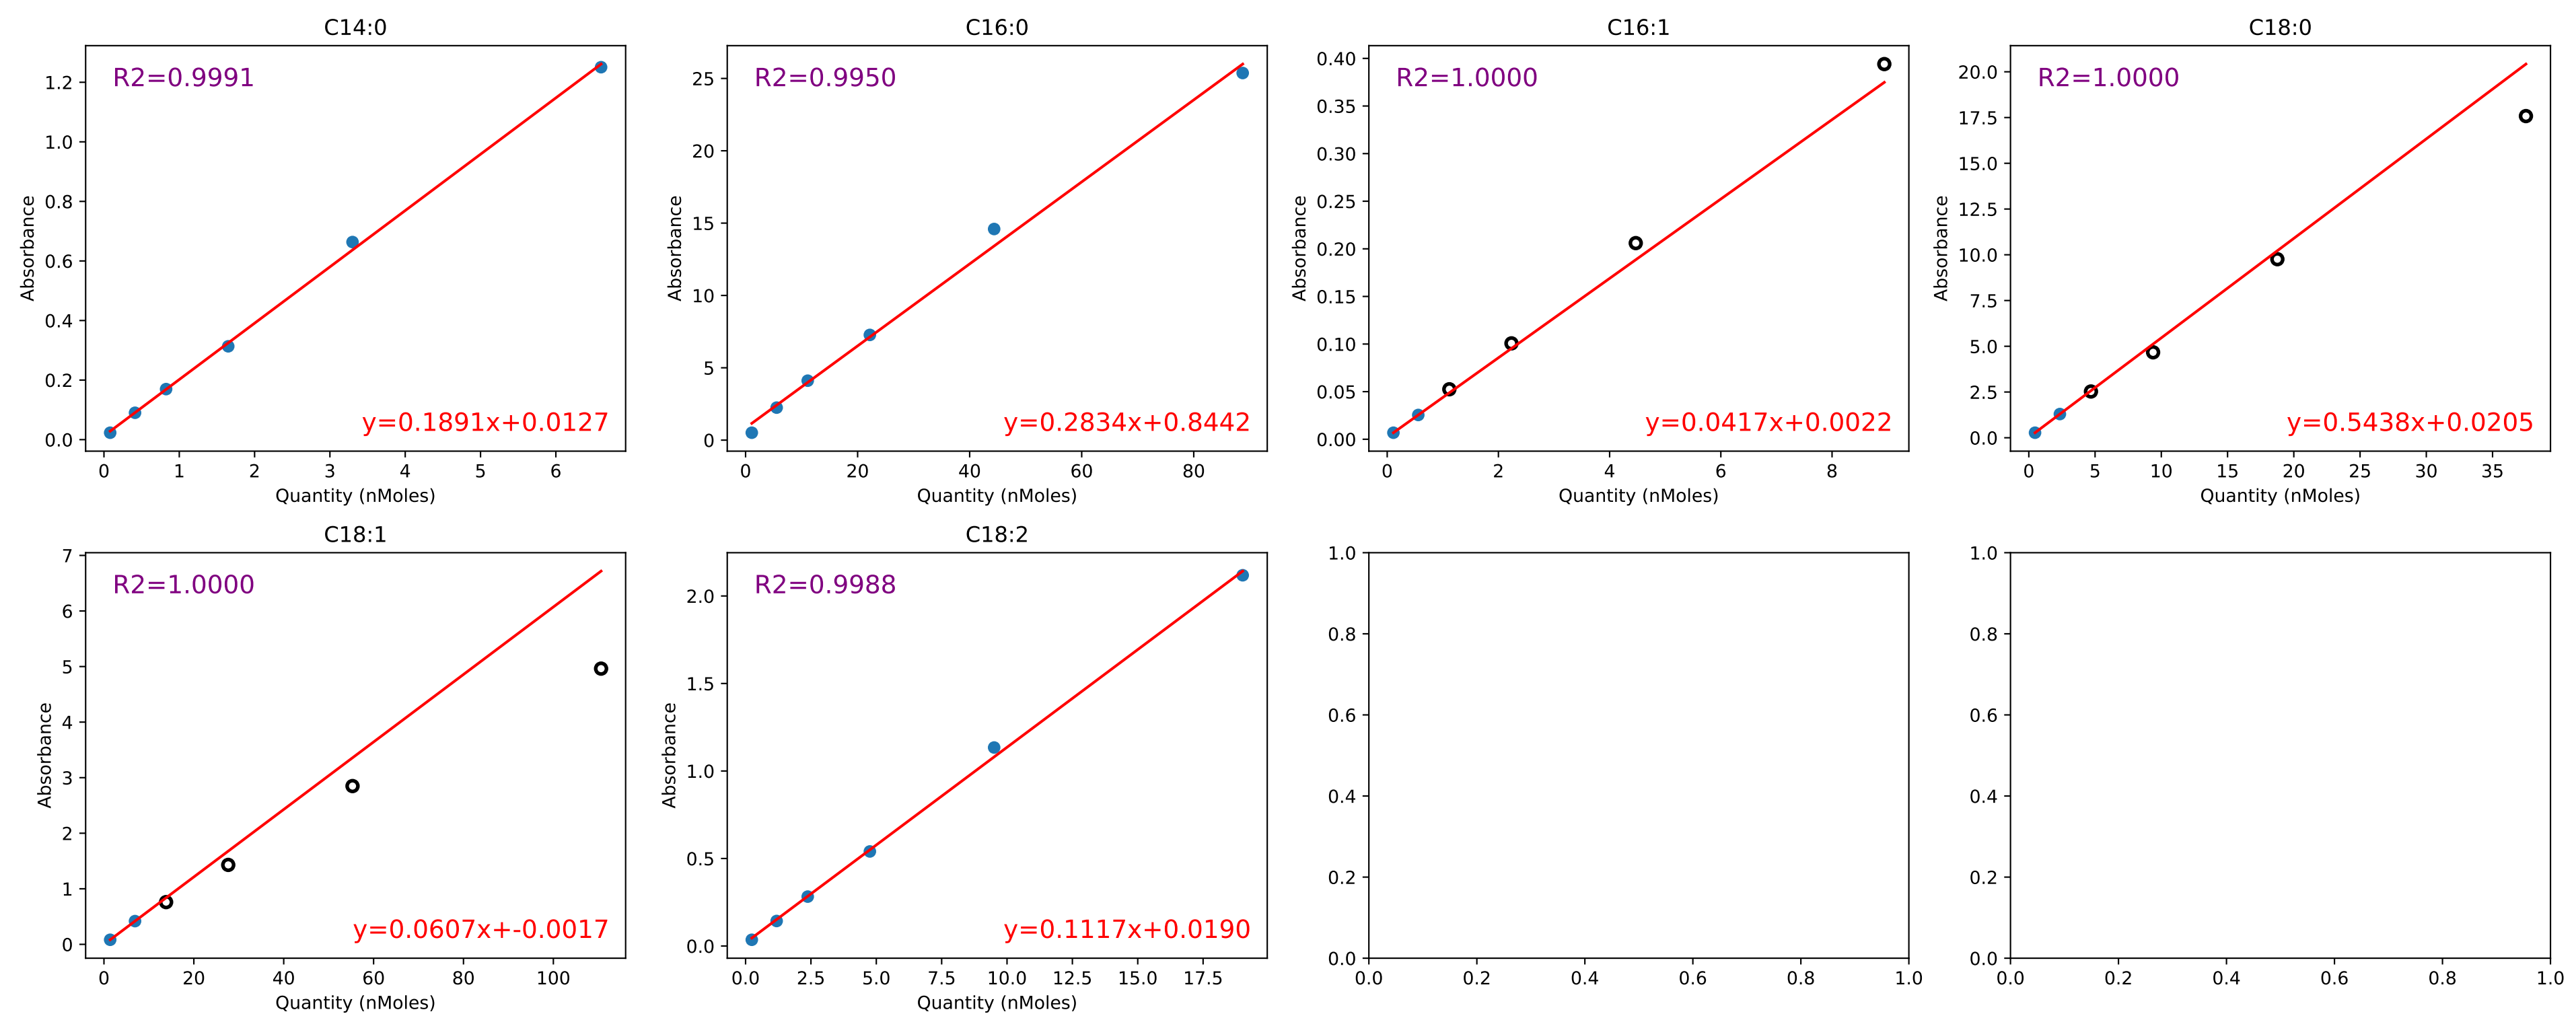 C14:0
R2=0.9991
1.2
1.0
0.8
0.6
0.4
0.2
0.0
Absorbance
y=0.1891x+0.0127
0 1 2 3 4 5 6
Quantity (nMoles)
C16:0
R2=0.9950
25
20
15
10
5
0
Absorbance
y=0.2834x+0.8442
0 20 40 60 80
Quantity (nMoles)
C16:1
R2=1.0000
0.40
0.35
0.30
0.25
0.20
0.15
0.10
0.05
0.00
Absorbance
y=0.0417x+0.0022
0 2 4 6 8
Quantity (nMoles)
C18:0
R2=1.0000
20.0
17.5
15.0
12.5
10.0
7.5
5.0
2.5
0.0
Absorbance
y=0.5438x+0.0205
0 5 10 15 20 25 30 35
Quantity (nMoles)
C18:1
R2=1.0000
7
6
5
4
3
2
1
0
Absorbance
y=0.0607x+-0.0017
0 20 40 60 80 100
Quantity (nMoles)
C18:2
R2=0.9988
2.0
1.5
1.0
0.5
0.0
Absorbance
y=0.1117x+0.0190
0.0 2.5 5.0 7.5 10.0 12.5 15.0 17.5
Quantity (nMoles)
1.0
0.8
0.6
0.4
0.2
0.0
0.0 0.2 0.4 0.6 0.8 1.0
1.0
0.8
0.6
0.4
0.2
0.0
0.0 0.2 0.4 0.6 0.8 1.0